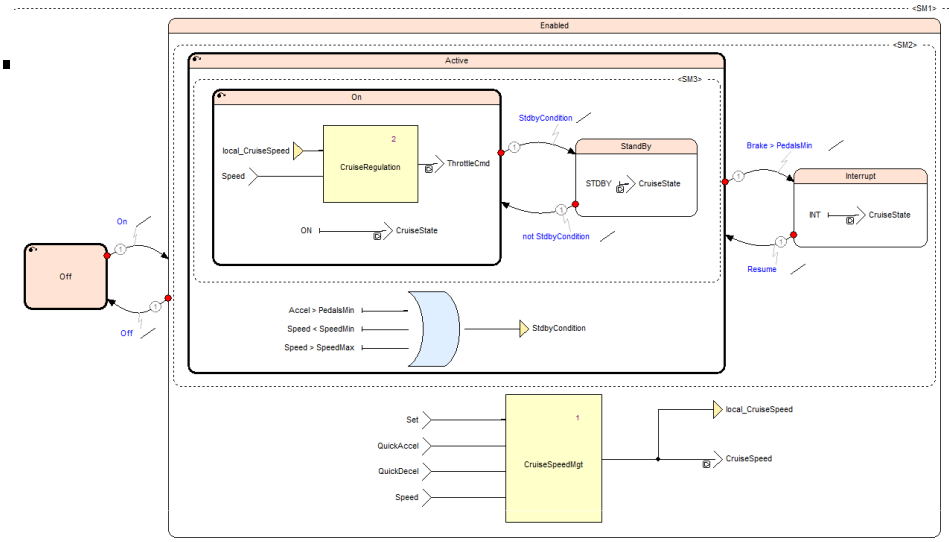 <SM1>
Enabled
<SM2>
Active
<SM3>
On
local_CruiseSpeed
Speed
2
CruiseRegulation
ThrottleCmd
ON
CruiseState
StdbyCondition
1
StandBy
STDBY
CruiseState
1
not StdbyCondition
Brake > PedalsMin
1
Interrupt
INT
CruiseState
1
Resume
On
1
Off
1
Off
Accel > PedalsMin
Speed < SpeedMin
Speed > SpeedMax
StdbyCondition
Set
QuickAccel
QuickDecel
Speed
1
CruiseSpeedMgt
local_CruiseSpeed
CruiseSpeed